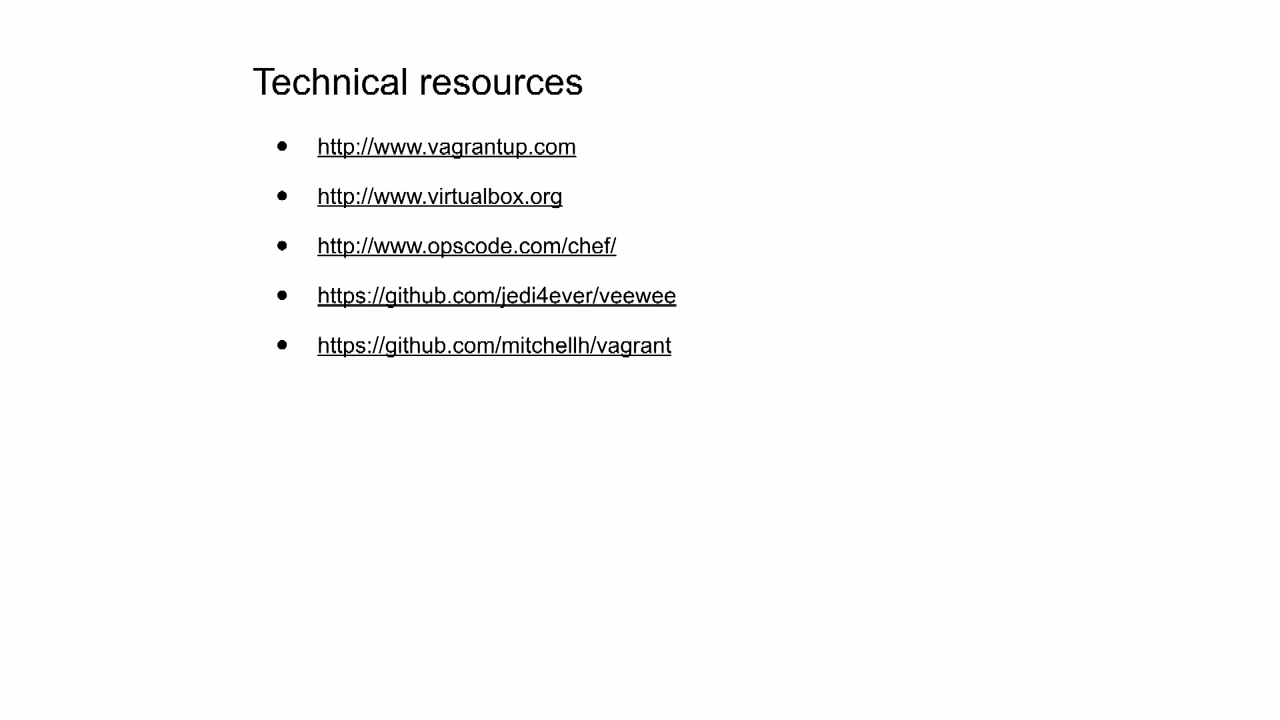 Technical resources
● http://www.vagrantup.com
● http://www.virtualbox.org
● http://www.opscode.com/chef/
● https://github.com/jedi4ever/veewee
● https://github.com/mitchellh/vagrant